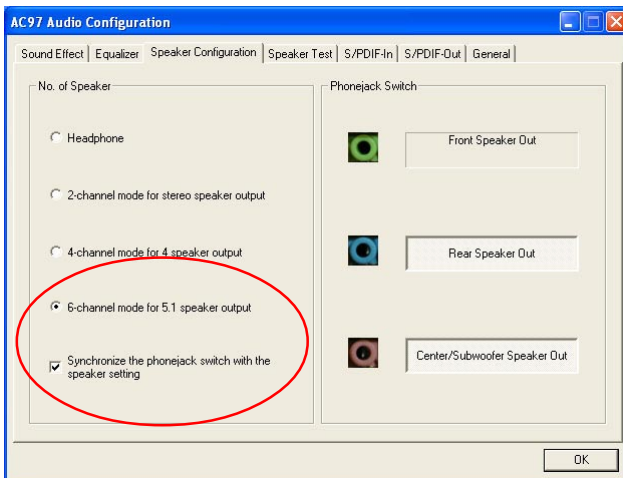 AC97 Audio Configuration
Sound Effect
Equalizer
Speaker Configuration
Speaker Test
S/PDIF-In
S/PDIF-Out
General
No. of Speaker
Headphone
2-channel mode for stereo speaker output
4-channel mode for 4 speaker output
6-channel mode for 5.1 speaker output
Synchronize the phonejack switch with the
speaker setting
Phonejack Switch
Front Speaker Out
Rear Speaker Out
Center/Subwoofer Speaker Out
OK